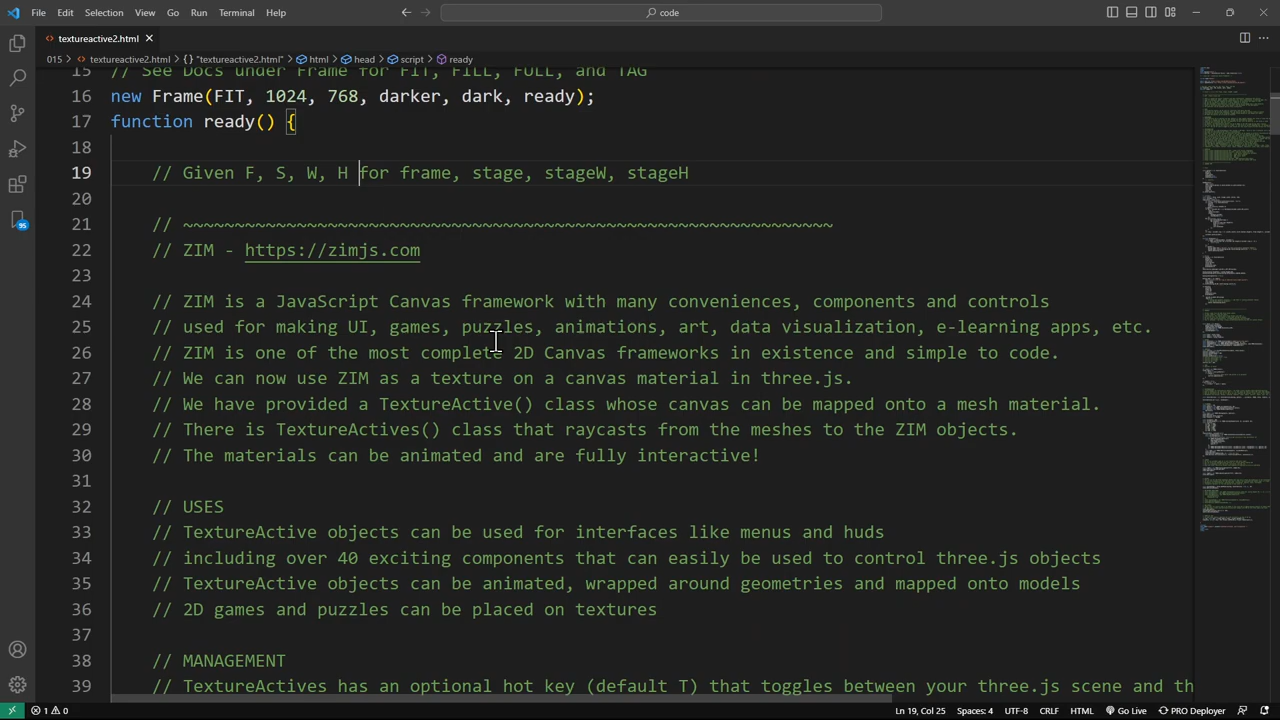 File Edit Selection View Go Run Terminal Help
code
textureactive2.html
015 > textureactive2.html > {} "textureactive2.html" > html > head > script > ready
15 // See Docs under Frame for FIT, FILL, FULL, and TAG
16 new Frame(FIT, 1024, 768, darker, dark, ready);
17 function ready() {
18
19 // Given F, S, W, H for frame, stage, stageW, stageH
20
21 // ~~~~~~~~~~~~~~~~~~~~~~~~~~~~~~~~~~~~~~~~~~~~~~~~~~~~~~~~~~~~~~~
22 // ZIM - https://zimjs.com
23
24 // ZIM is a JavaScript Canvas framework with many conveniences, components and controls
25 // used for making UI, games, puzzles, animations, art, data visualization, e-learning apps, etc.
26 // ZIM is one of the most complete 2D Canvas frameworks in existence and simple to code.
27 // We can now use ZIM as a texture on a canvas material in three.js.
28 // We have provided a TextureActive() class whose canvas can be mapped onto a mesh material.
29 // There is TextureActives() class that raycasts from the meses to the ZIM objects.
30 // The materials can be animated and are fully interactive!
31
32 // USES
33 // TextureActive objects can be used for interfaces like menus and huds
34 // including over 40 exciting components that can easily be used to control three.js objects
35 // TextureActive objects can be animated, wrapped around geometries and mapped onto models
36 // 2D games and puzzles can be placed on textures
37
38 // MANAGEMENT
39 // TextureActives has an optional hot key (default T) that toggles between your three.js scene and th
95
1 0 Ln 19, Col 25 Spaces: 4 UTF-8 CRLF HTML Go Live PRO Deployer